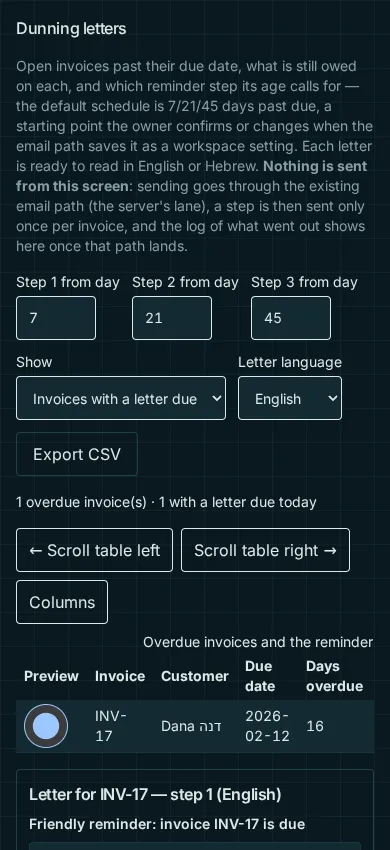 Dunning letters
Open invoices past their due date, what is still owed
on each, and which reminder step its age calls for —
the default schedule is 7/21/45 days past due, a
starting point the owner confirms or changes when the
email path saves it as a workspace setting. Each letter
is ready to read in English or Hebrew. Nothing is sent
from this screen: sending goes through the existing
email path (the server's lane), a step is then sent only
once per invoice, and the log of what went out shows
here once that path lands.
Step 1 from day Step 2 from day Step 3 from day
7 21 45
Show Letter language
Invoices with a letter due English
Export CSV
1 overdue invoice(s) · 1 with a letter due today
← Scroll table left Scroll table right →
Columns
Overdue invoices and the reminder
Preview Invoice Customer Due date Days overdue
INV-17 Dana דנה 2026-02-12 16
Letter for INV-17 — step 1 (English)
Friendly reminder: invoice INV-17 is due